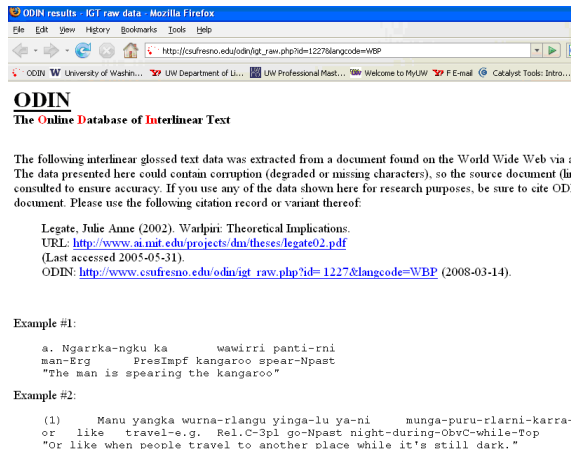 ODIN results - IGT raw data - Mozilla Firefox
File Edit View History Bookmarks Tools Help
http://csufresno.edu/odin/igt_raw.php?id=1227&langcode=WBP
ODIN W University of Washin... UW Department of Li... UW Professional Mast... Welcome to MyUW F E-mail Catalyst Tools: Intro...
ODIN
The Online Database of Interlinear Text
The following interlinear glossed text data was extracted from a document found on the World Wide Web via a
The data presented here could contain corruption (degraded or missing characters), so the source document (lin
consulted to ensure accuracy. If you use any of the data shown here for research purposes, be sure to cite OD
document. Please use the following citation record or variant thereof:
Legate, Julie Anne (2002). Warlpiri: Theoretical Implications.
URL: http://www.ai.mit.edu/projects/dm/theses/legate02.pdf
(Last accessed 2005-05-31).
ODIN: http://www.csufresno.edu/odin/igt_raw.php?id= 1227&langcode=WBP (2008-03-14).
Example #1:
a. Ngarrka-ngku ka wawirri panti-rni
man-Erg PresImpf kangaroo spear-Npast
"The man is spearing the kangaroo"
Example #2:
(1) Manu yangka wurna-rlangu yinga-lu ya-ni munga-puru-rlarni-karra-
or like travel-e.g. Rel.C-3pl go-Npast night-during-ObvC-while-Top
"Or like when people travel to another place while it's still dark."